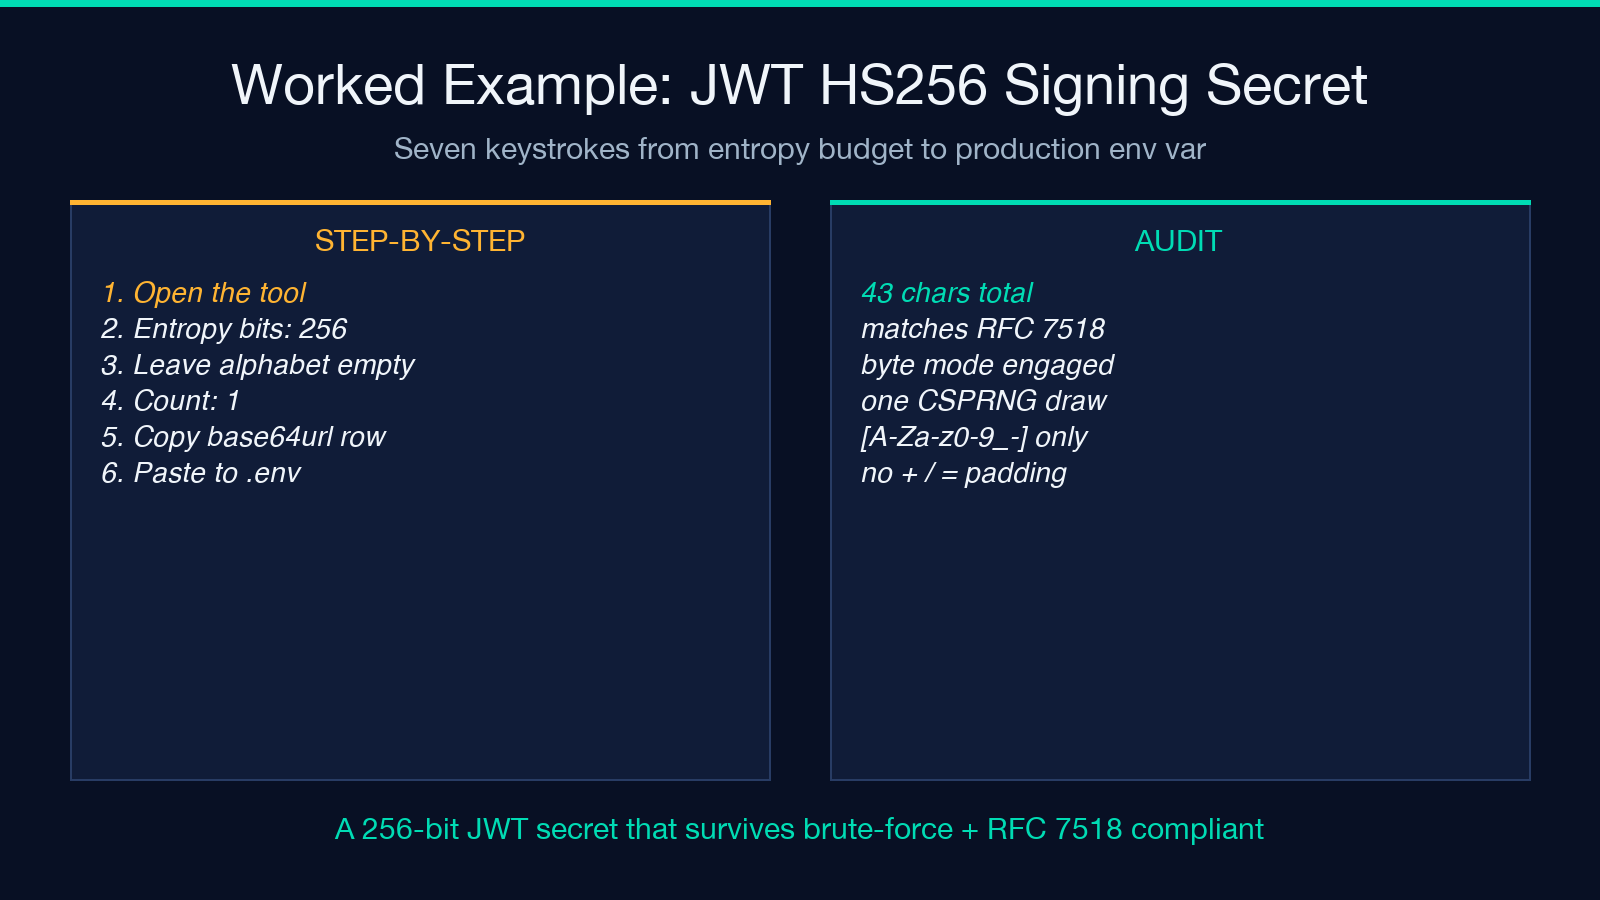 Worked Example: JWT HS256 Signing Secret
Seven keystrokes from entropy budget to production env var
STEP-BY-STEP
1. Open the tool
2. Entropy bits: 256
3. Leave alphabet empty
4. Count: 1
5. Copy base64url row
6. Paste to .env
AUDIT
43 chars total
matches RFC 7518
byte mode engaged
one CSPRNG draw
[A-Za-z0-9_-] only
no + / = padding
A 256-bit JWT secret that survives brute-force + RFC 7518 compliant